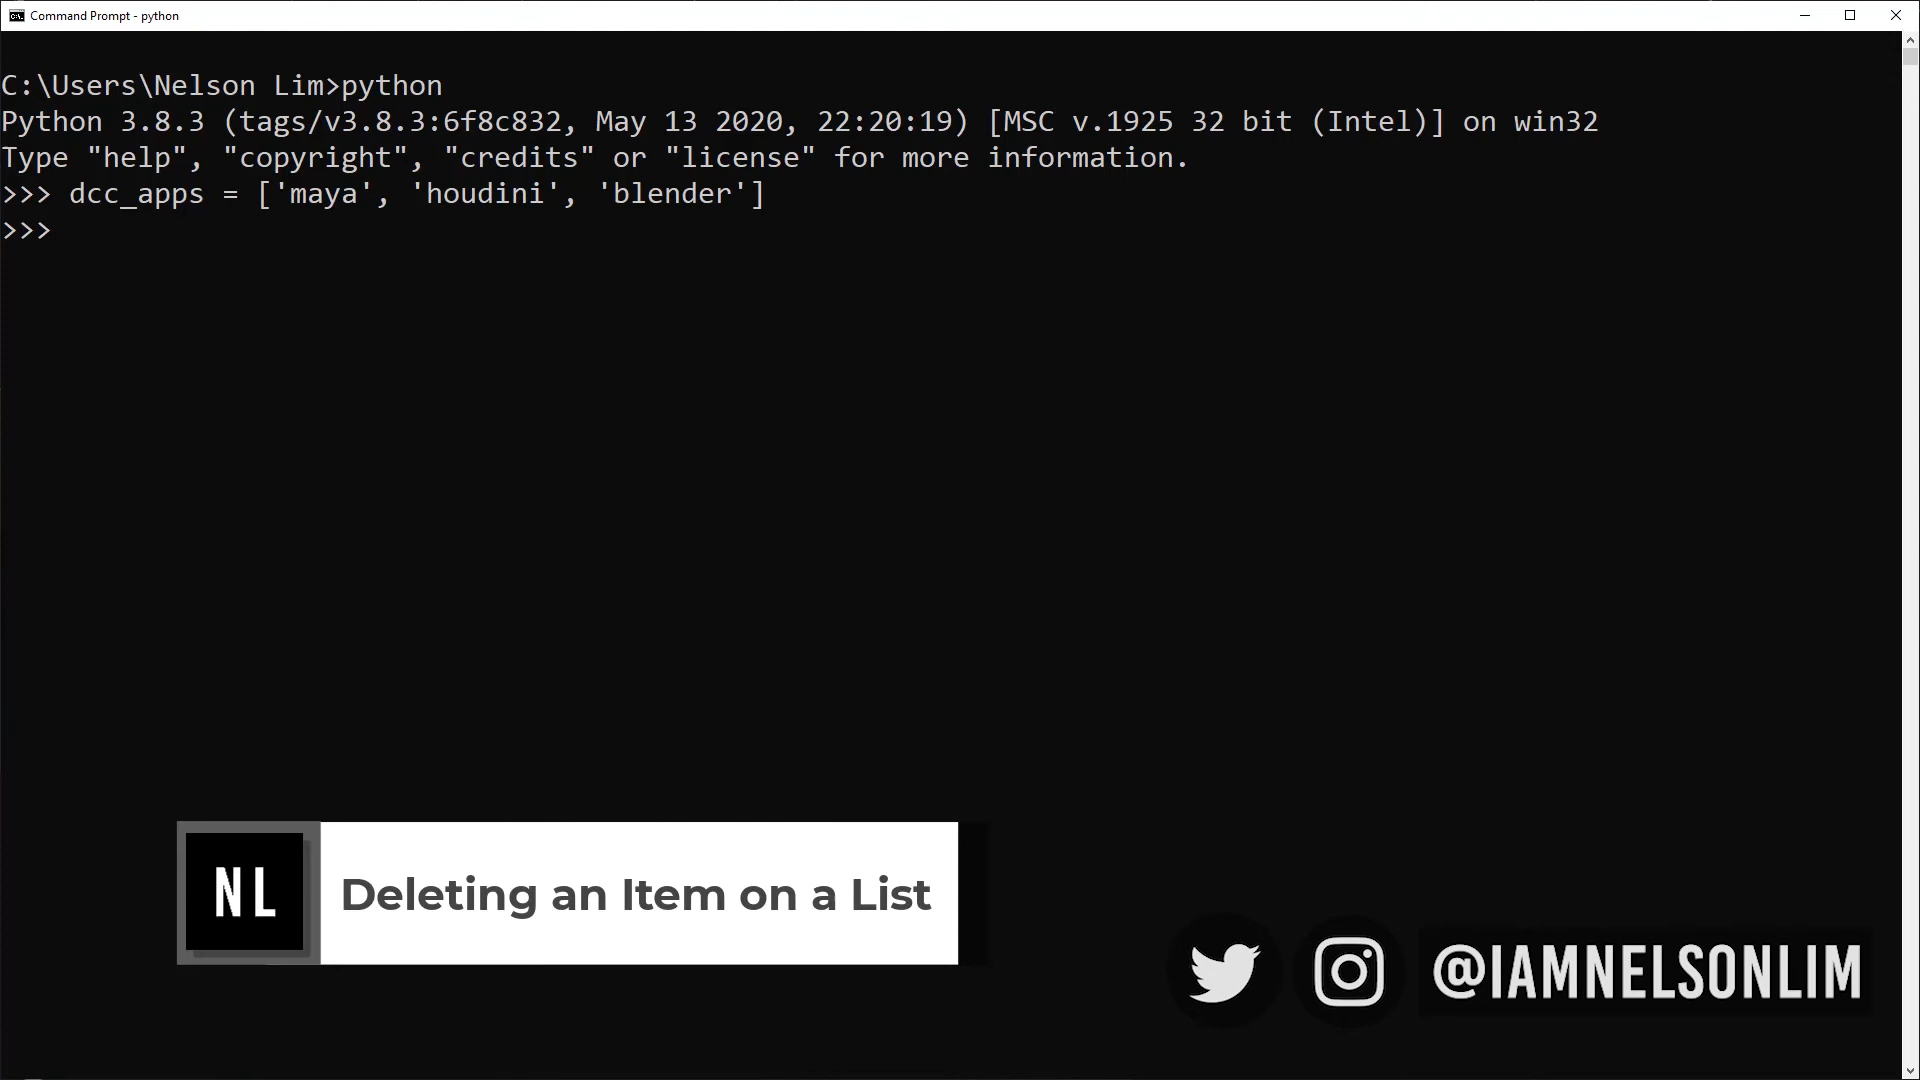 Command Prompt - python
C:\Users\Nelson Lim>python
Python 3.8.3 (tags/v3.8.3:6f8c832, May 13 2020, 22:20:19) [MSC v.1925 32 bit (Intel)] on win32
Type "help", "copyright", "credits" or "license" for more information.
>>> dcc_apps = ['maya', 'houdini', 'blender']
>>>
NL
Deleting an Item on a List
@IAMNELSONLIM